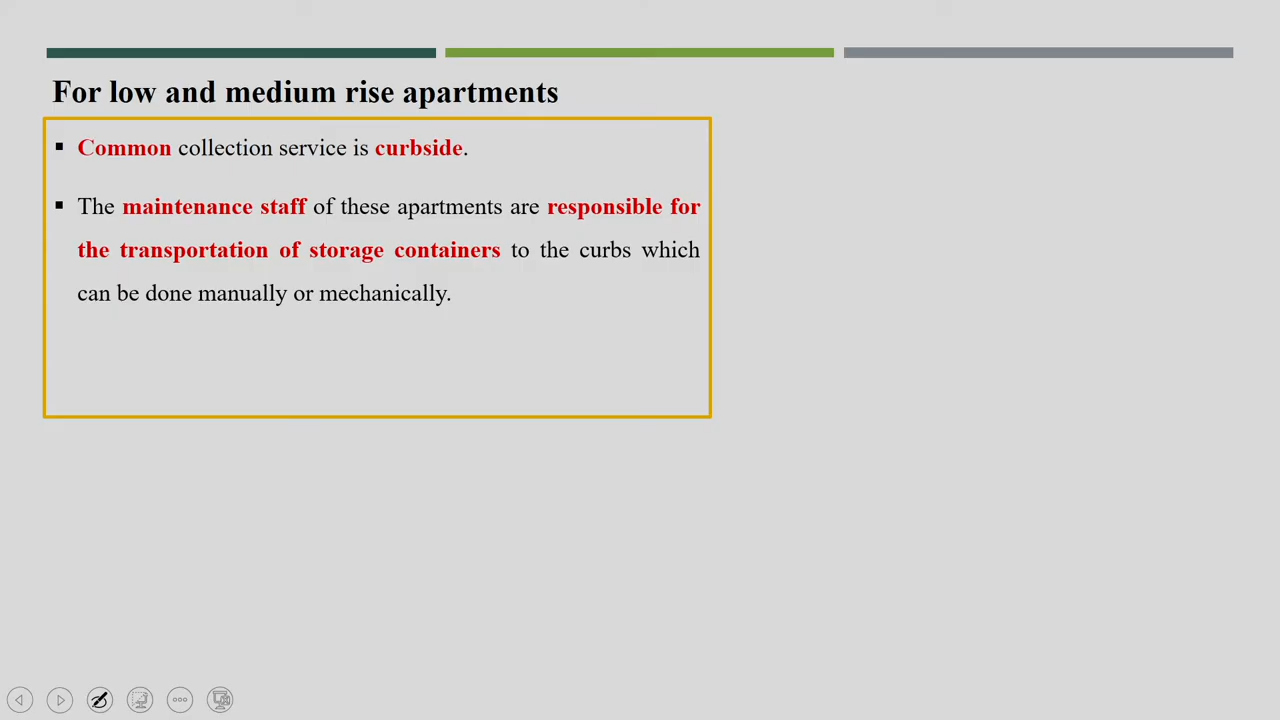 For low and medium rise apartments
▪ Common collection service is curbside.
▪ The maintenance staff of these apartments are responsible for
the transportation of storage containers to the curbs which
can be done manually or mechanically.